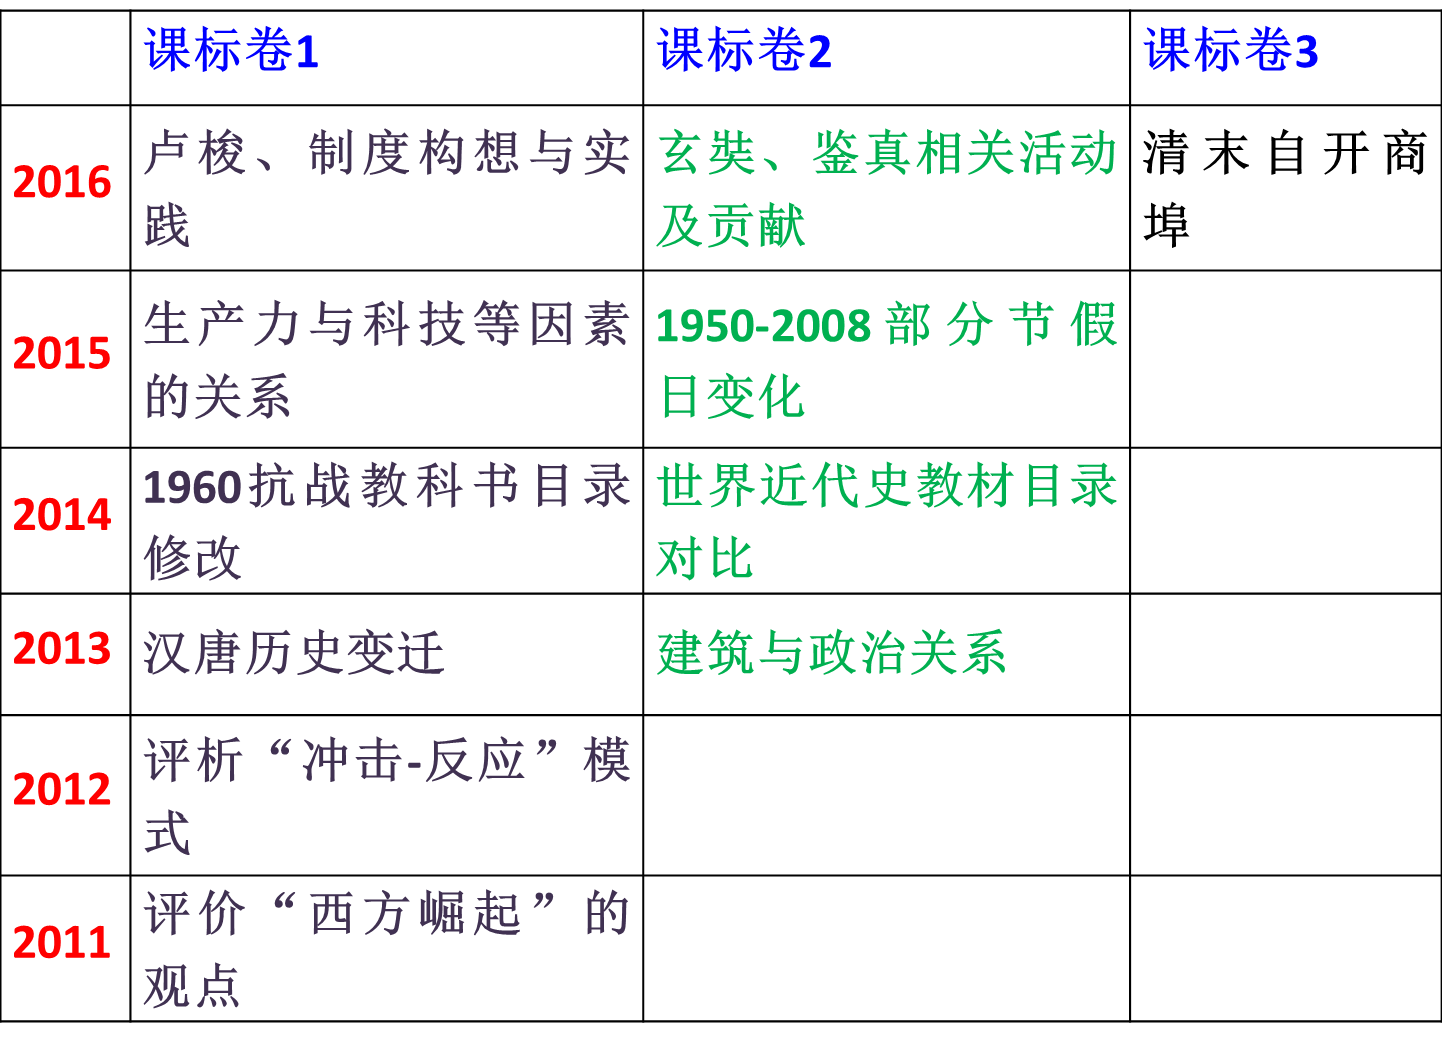 课标卷1 课标卷2 课标卷3
2016
卢梭、制度构想与实
践
玄奘、鉴真相关活动
及贡献
清末自开商
埠
2015
生产力与科技等因素
的关系
1950-2008部分节假
日变化
2014
1960抗战教科书目录
修改
世界近代史教材目录
对比
2013
汉唐历史变迁
建筑与政治关系
2012
评析“冲击-反应”模
式
2011
评价“西方崛起”的
观点